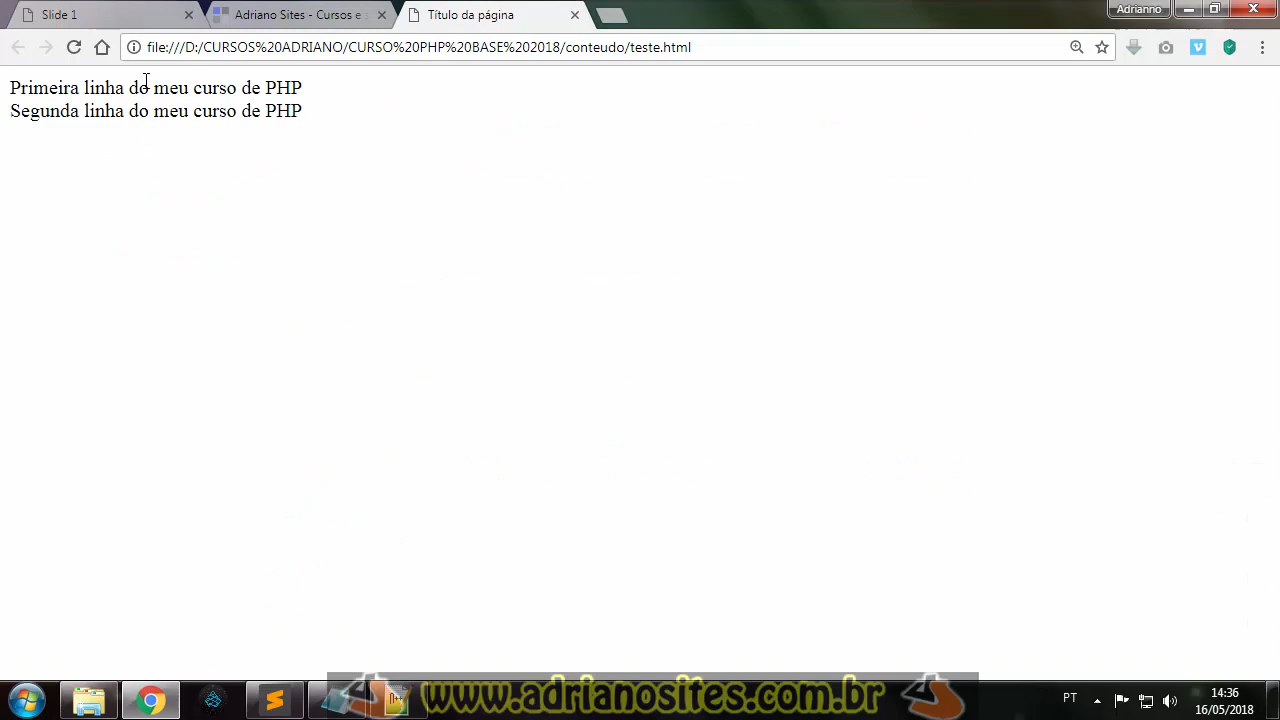 Slide 1
Adriano Sites - Cursos e s
Título da página
Adrianno
file:///D:/CURSOS%20ADRIANO/CURSO%20PHP%20BASE%202018/conteudo/teste.html
Primeira linha do meu curso de PHP
Segunda linha do meu curso de PHP
www.adrianosites.com.br
PT
14:36
16/05/2018